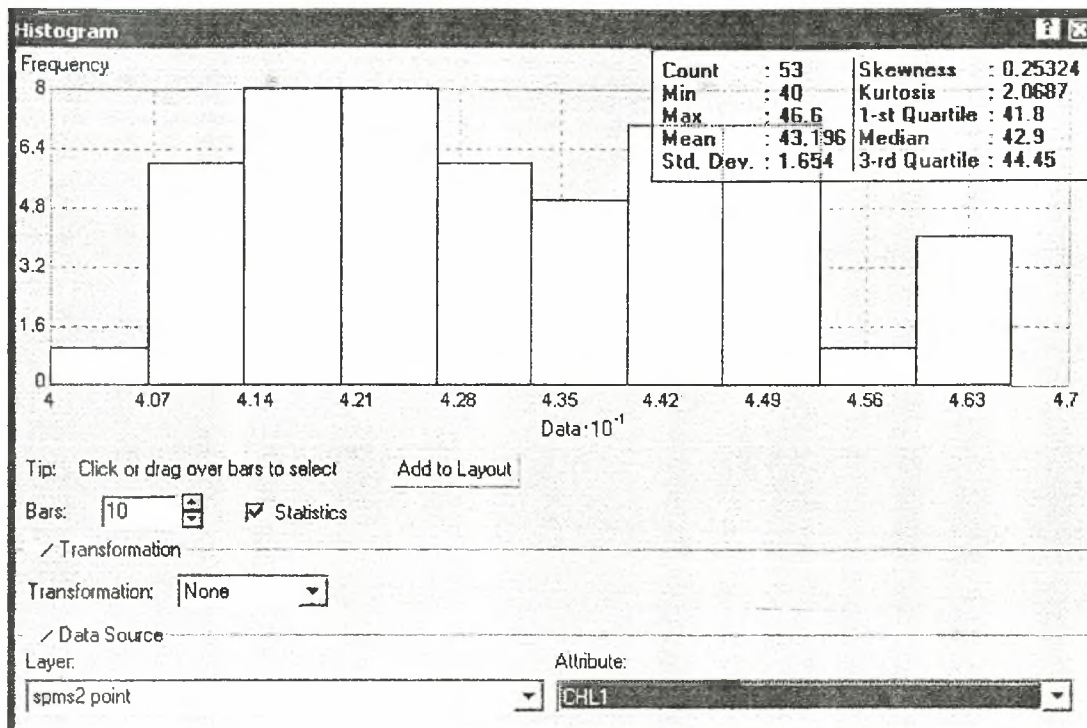 Histogram
Frequency
Count : 53 Skewness : 0.25324
Min : 40 Kurtosis : 2.0687
Max : 46.6 1-st Quartile : 41.8
Mean : 43.196 Median : 42.9
Std. Dev. : 1.654 3-rd Quartile : 44.45
8
6.4
4.8
3.2
1.6
0
4 4.07 4.14 4.21 4.28 4.35 4.42 4.49 4.56 4.63 4.7
Data·10⁻¹
Tip: Click or drag over bars to select Add to Layout
Bars: 10 Statistics
Transformation
Transformation: None
Data Source
Layer: Attribute:
spms2 point CHL1